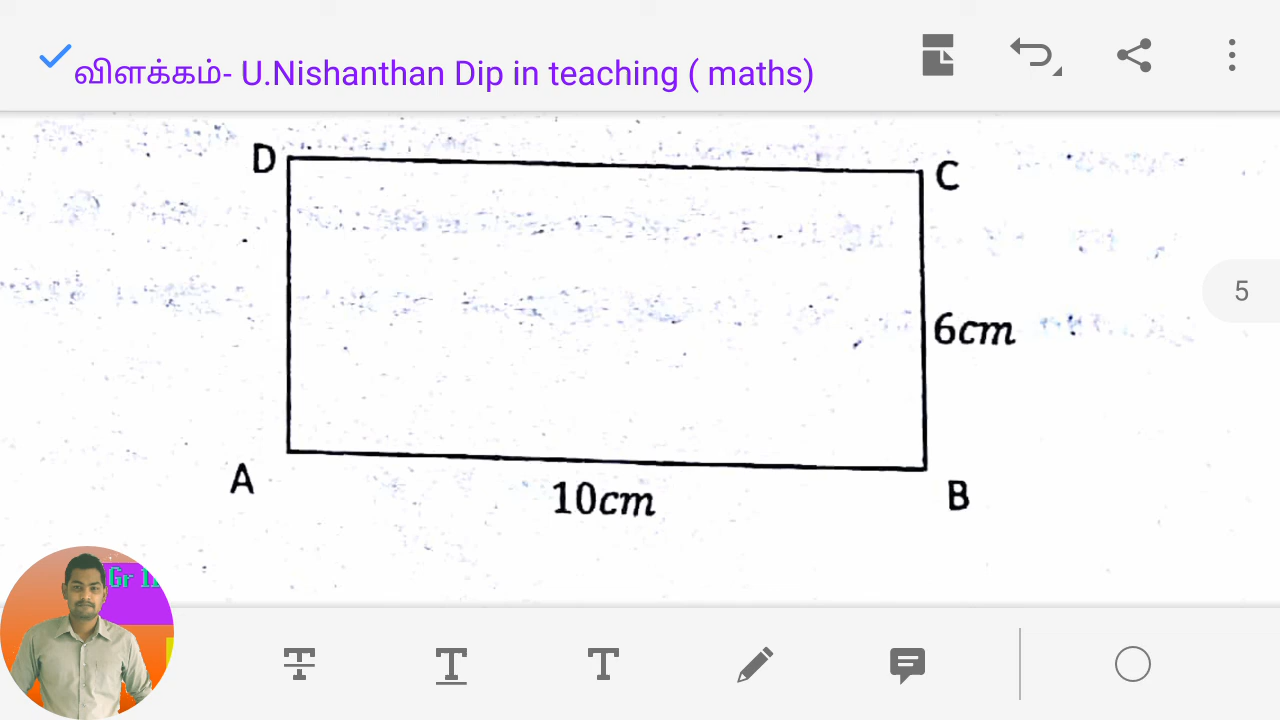 விளக்கம்- U.Nishanthan Dip in teaching ( maths)
D
C
5
6cm
A
10cm
B
Gr 11